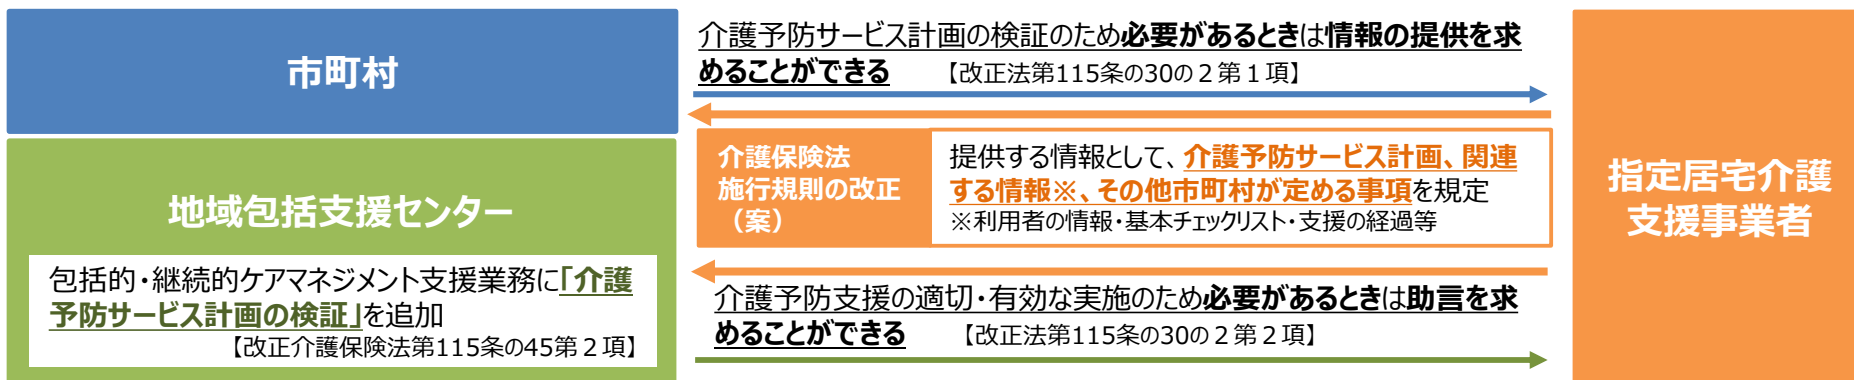 市町村
地域包括支援センター
包括的・継続的ケアマネジメント支援業務に「介護
予防サービス計画の検証」を追加
【改正介護保険法第115条の45第２項】
介護予防サービス計画の検証のため必要があるときは情報の提供を求
めることができる 【改正法第115条の30の２第１項】
介護保険法
施行規則の改正
（案）
提供する情報として、介護予防サービス計画、関連
する情報※、その他市町村が定める事項を規定
※利用者の情報・基本チェックリスト・支援の経過等
介護予防支援の適切・有効な実施のため必要があるときは助言を求
めることができる 【改正法第115条の30の２第２項】
指定居宅介護
支援事業者